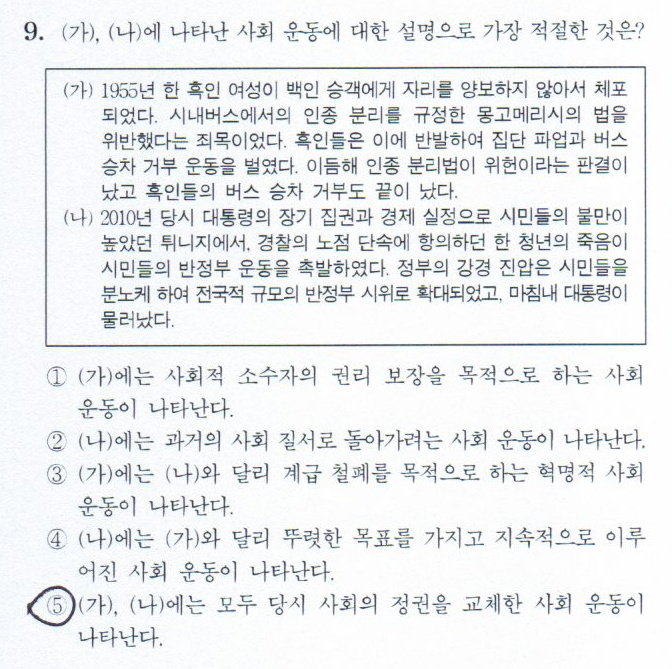 9. (가), (나)에 나타난 사회 운동에 대한 설명으로 가장 적절한 것은?
(가) 1955년 한 흑인 여성이 백인 승객에게 자리를 양보하지 않아서 체포
되었다. 시내버스에서의 인종 분리를 규정한 몽고메리시의 법을
위반했다는 죄목이었다. 흑인들은 이에 반발하여 집단 파업과 버스
승차 거부 운동을 벌였다. 이듬해 인종 분리법이 위헌이라는 판결이
났고 흑인들의 버스 승차 거부도 끝이 났다.
(나) 2010년 당시 대통령의 장기 집권과 경제 실정으로 시민들의 불만이
높았던 튀니지에서, 경찰의 노점 단속에 항의하던 한 청년의 죽음이
시민들의 반정부 운동을 촉발하였다. 정부의 강경 진압은 시민들을
분노케 하여 전국적 규모의 반정부 시위로 확대되었고, 마침내 대통령이
물러났다.
① (가)에는 사회적 소수자의 권리 보장을 목적으로 하는 사회
운동이 나타난다.
② (나)에는 과거의 사회 질서로 돌아가려는 사회 운동이 나타난다.
③ (가)에는 (나)와 달리 계급 철폐를 목적으로 하는 혁명적 사회
운동이 나타난다.
④ (나)에는 (가)와 달리 뚜렷한 목표를 가지고 지속적으로 이루
어진 사회 운동이 나타난다.
⑤ (가), (나)에는 모두 당시 사회의 정권을 교체한 사회 운동이
나타난다.